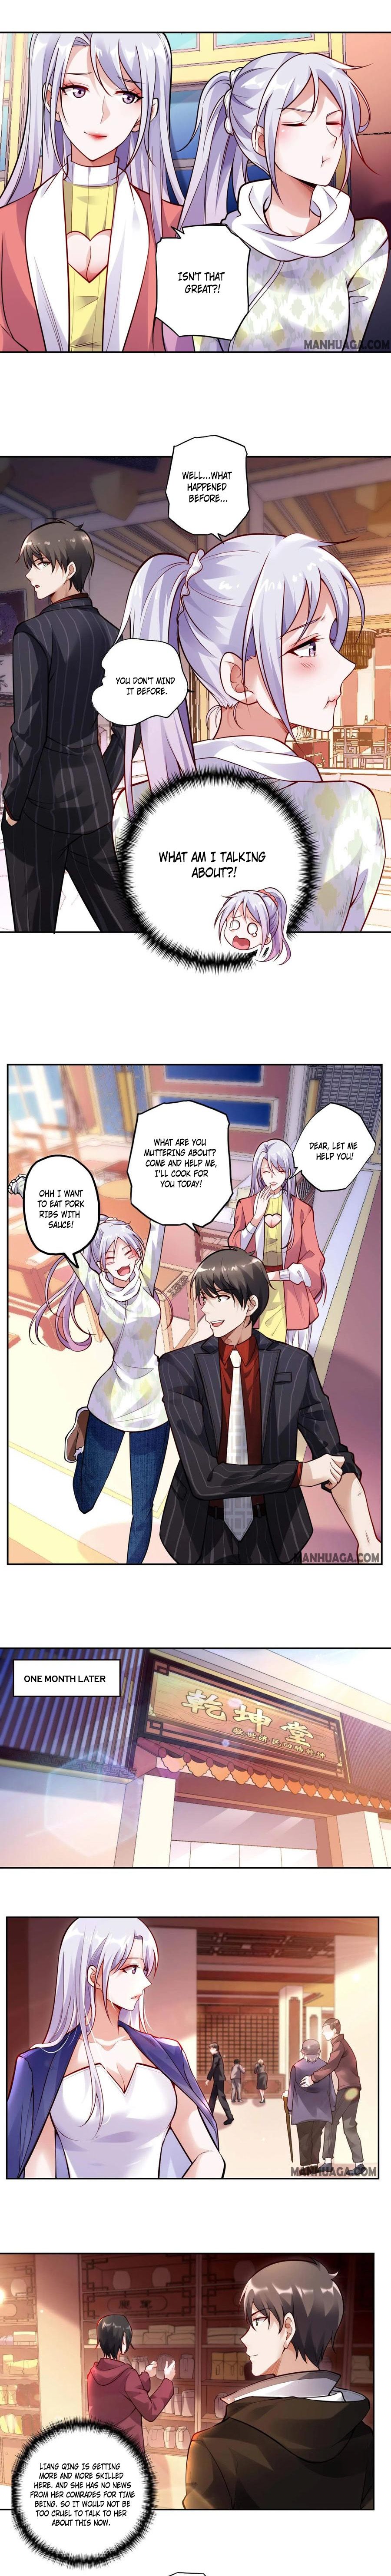 ISN'T THAT
GREAT?!
MANHUAGA.COM
WELL...WHAT
HAPPENED
BEFORE...
YOU DON'T MIND
IT BEFORE.
WHAT AM I TALKING
ABOUT?!
OHH I WANT
TO EAT PORK
RIBS WITH
SAUCE!
WHAT ARE YOU
MUTTERING ABOUT?
COME AND HELP ME,
I'LL COOK FOR
YOU TODAY!
DEAR, LET ME
HELP YOU!
MANHUAGA.COM
ONE MONTH LATER
乾坤堂
MANHUAGA.COM
LIANG QING IS GETTING
MORE AND MORE SKILLED
HERE. AND SHE HAS NO NEWS
FROM HER COMRADES FOR TIME
BEING. SO IT WOULD NOT BE
TOO CRUEL TO TALK TO HER
ABOUT THIS NOW.